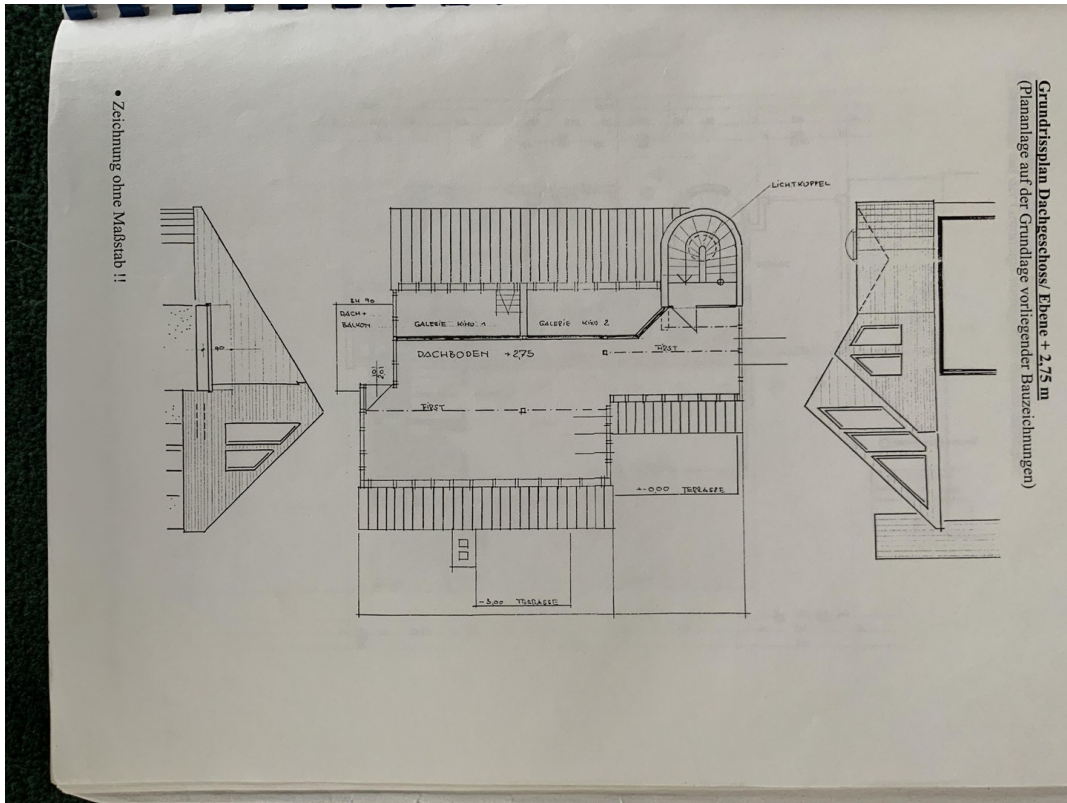 Grundrissplan Dachgeschoss/ Ebene + 2,75 m
(Plananlage auf der Grundlage vorliegender Bauzeichnungen)
LICHTKUPPEL
GALERIE KIND 1
GALERIE KIND 2
DACH+
BALKON
DACHBODEN +2,75
FIRST
FIRST
+-0,00 TERRASSE
-3,00 TERRASSE
90
• Zeichnung ohne Maßstab !!